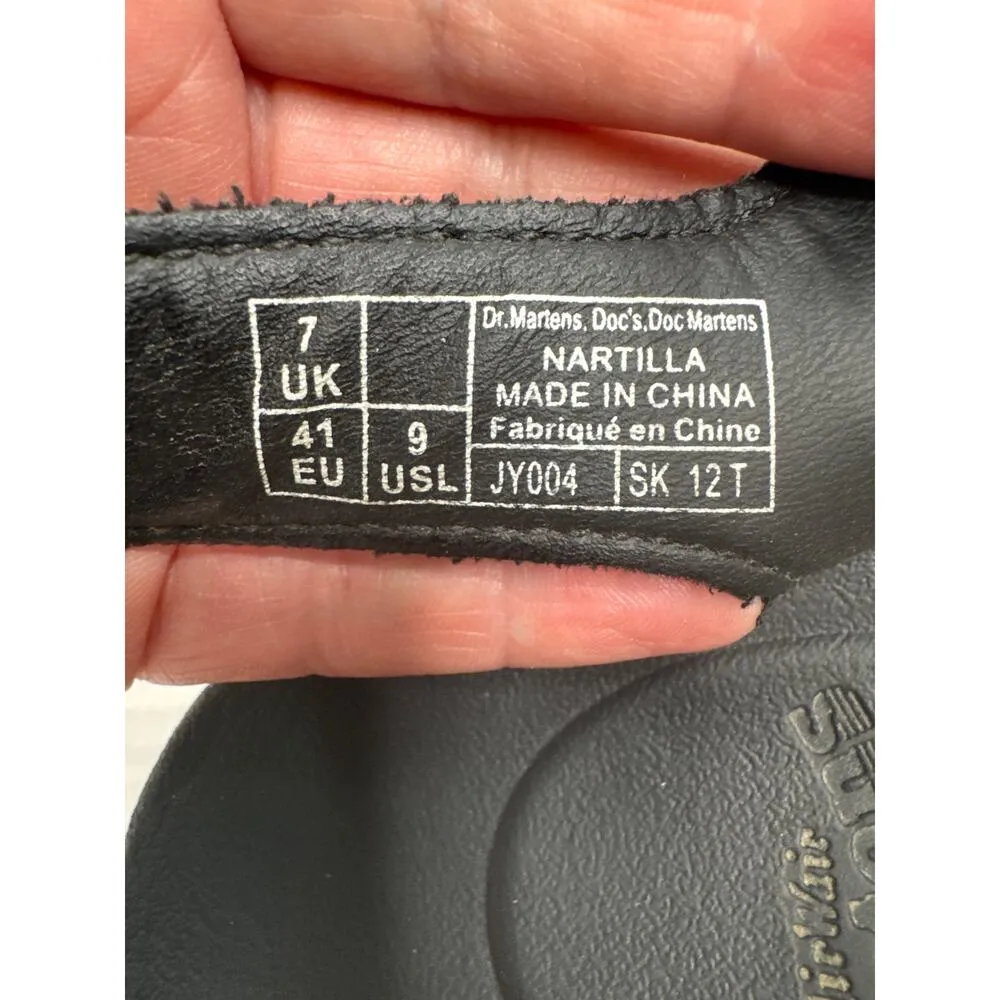 7
UK
41
EU
9
USL
Dr.Martens, Doc's,Doc Martens
NARTILLA
MADE IN CHINA
Fabriqué en Chine
JY004
SK 12T